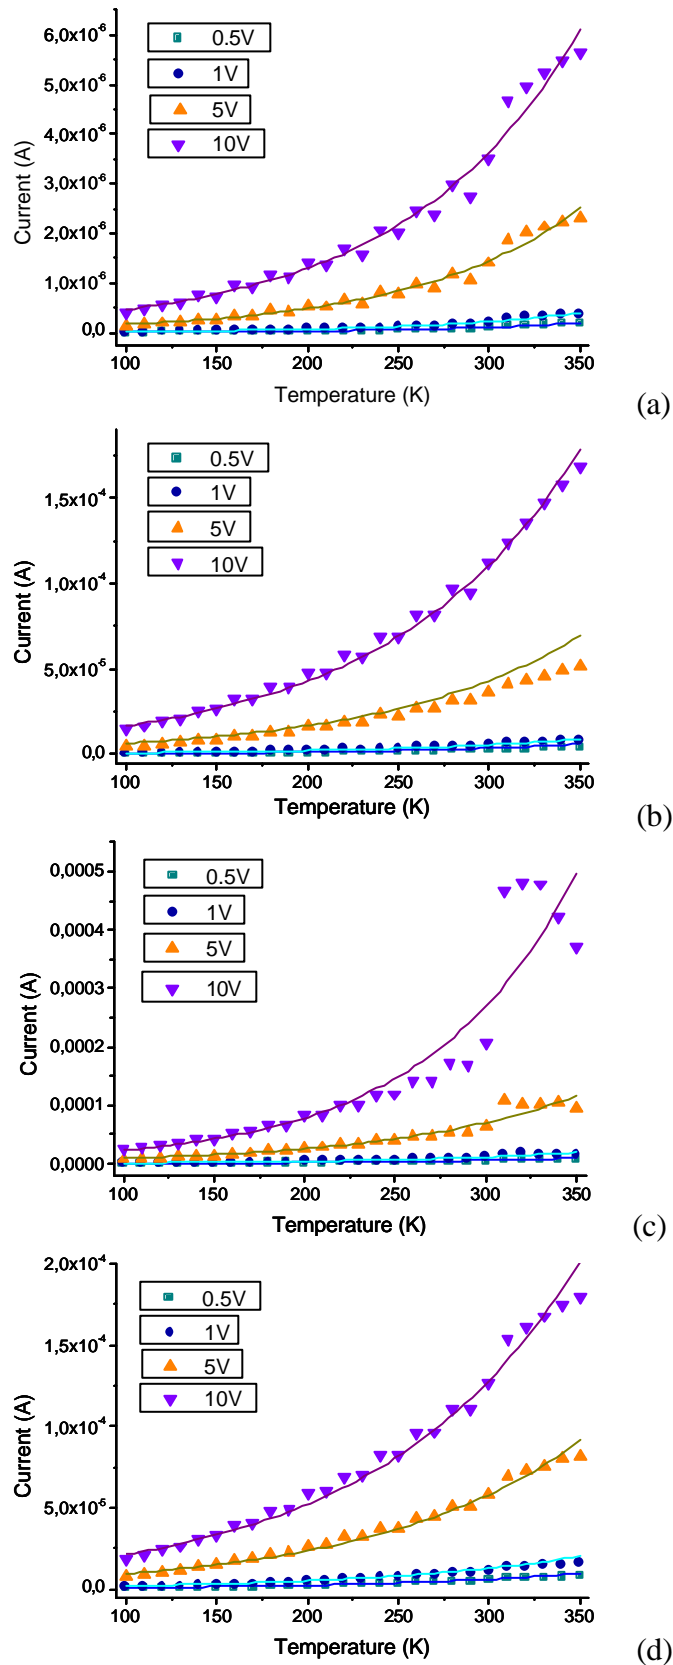 6,0x10-6
5,0x10-6
4,0x10-6
3,0x10-6
2,0x10-6
1,0x10-6
0,0
Current (A)
0.5V
1V
5V
10V
100 150 200 250 300 350
Temperature (K)
(a)
1,5x10-4
1,0x10-4
5,0x10-5
0,0
Current (A)
0.5V
1V
5V
10V
100 150 200 250 300 350
Temperature (K)
(b)
0,0005
0,0004
0,0003
0,0002
0,0001
0,0000
Current (A)
0.5V
1V
5V
10V
100 150 200 250 300 350
Temperature (K)
(c)
2,0x10-4
1,5x10-4
1,0x10-4
5,0x10-5
0,0
Current (A)
0.5V
1V
5V
10V
100 150 200 250 300 350
Temperature (K)
(d)